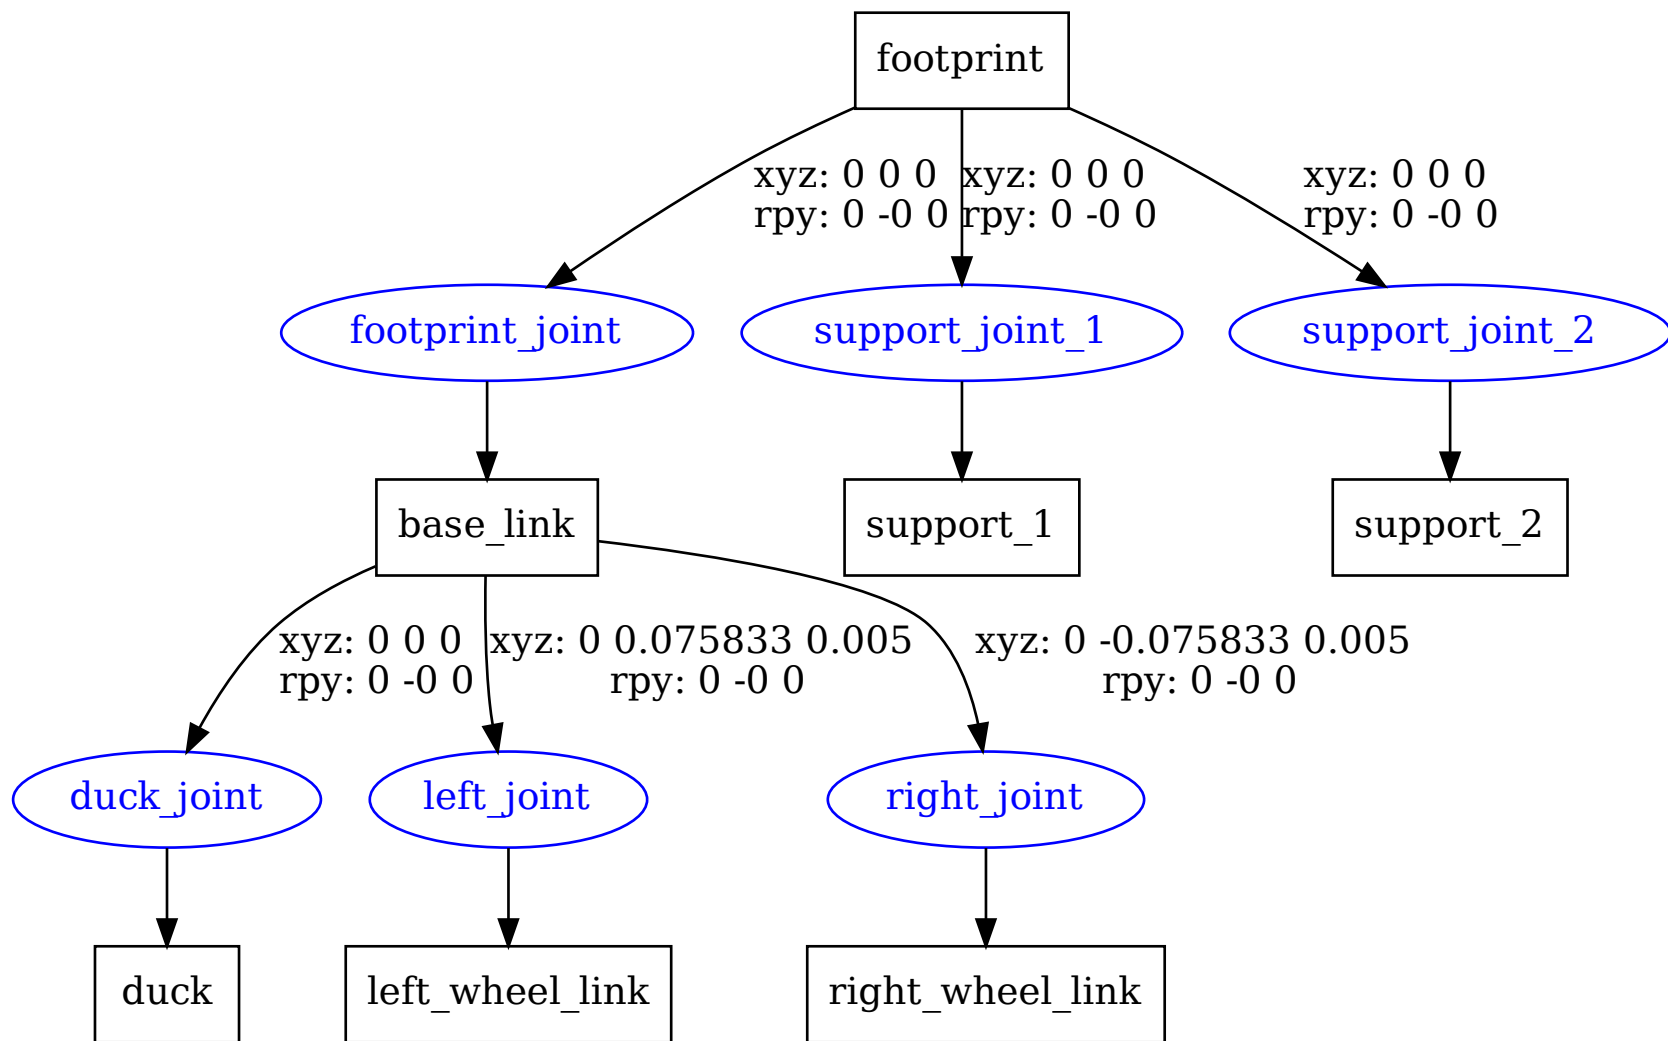 footprint
xyz: 0 0 0
rpy: 0 -0 0
xyz: 0 0 0
rpy: 0 -0 0
xyz: 0 0 0
rpy: 0 -0 0
footprint_joint
support_joint_1
support_joint_2
base_link
support_1
support_2
xyz: 0 0 0
rpy: 0 -0 0
xyz: 0 0.075833 0.005
rpy: 0 -0 0
xyz: 0 -0.075833 0.005
rpy: 0 -0 0
duck_joint
left_joint
right_joint
duck
left_wheel_link
right_wheel_link